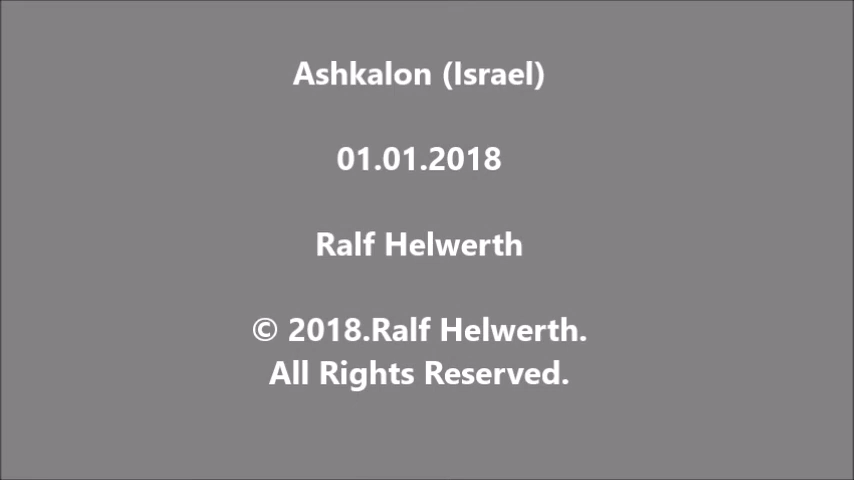 Ashkalon (Israel)
01.01.2018
Ralf Helwerth
© 2018.Ralf Helwerth.
All Rights Reserved.